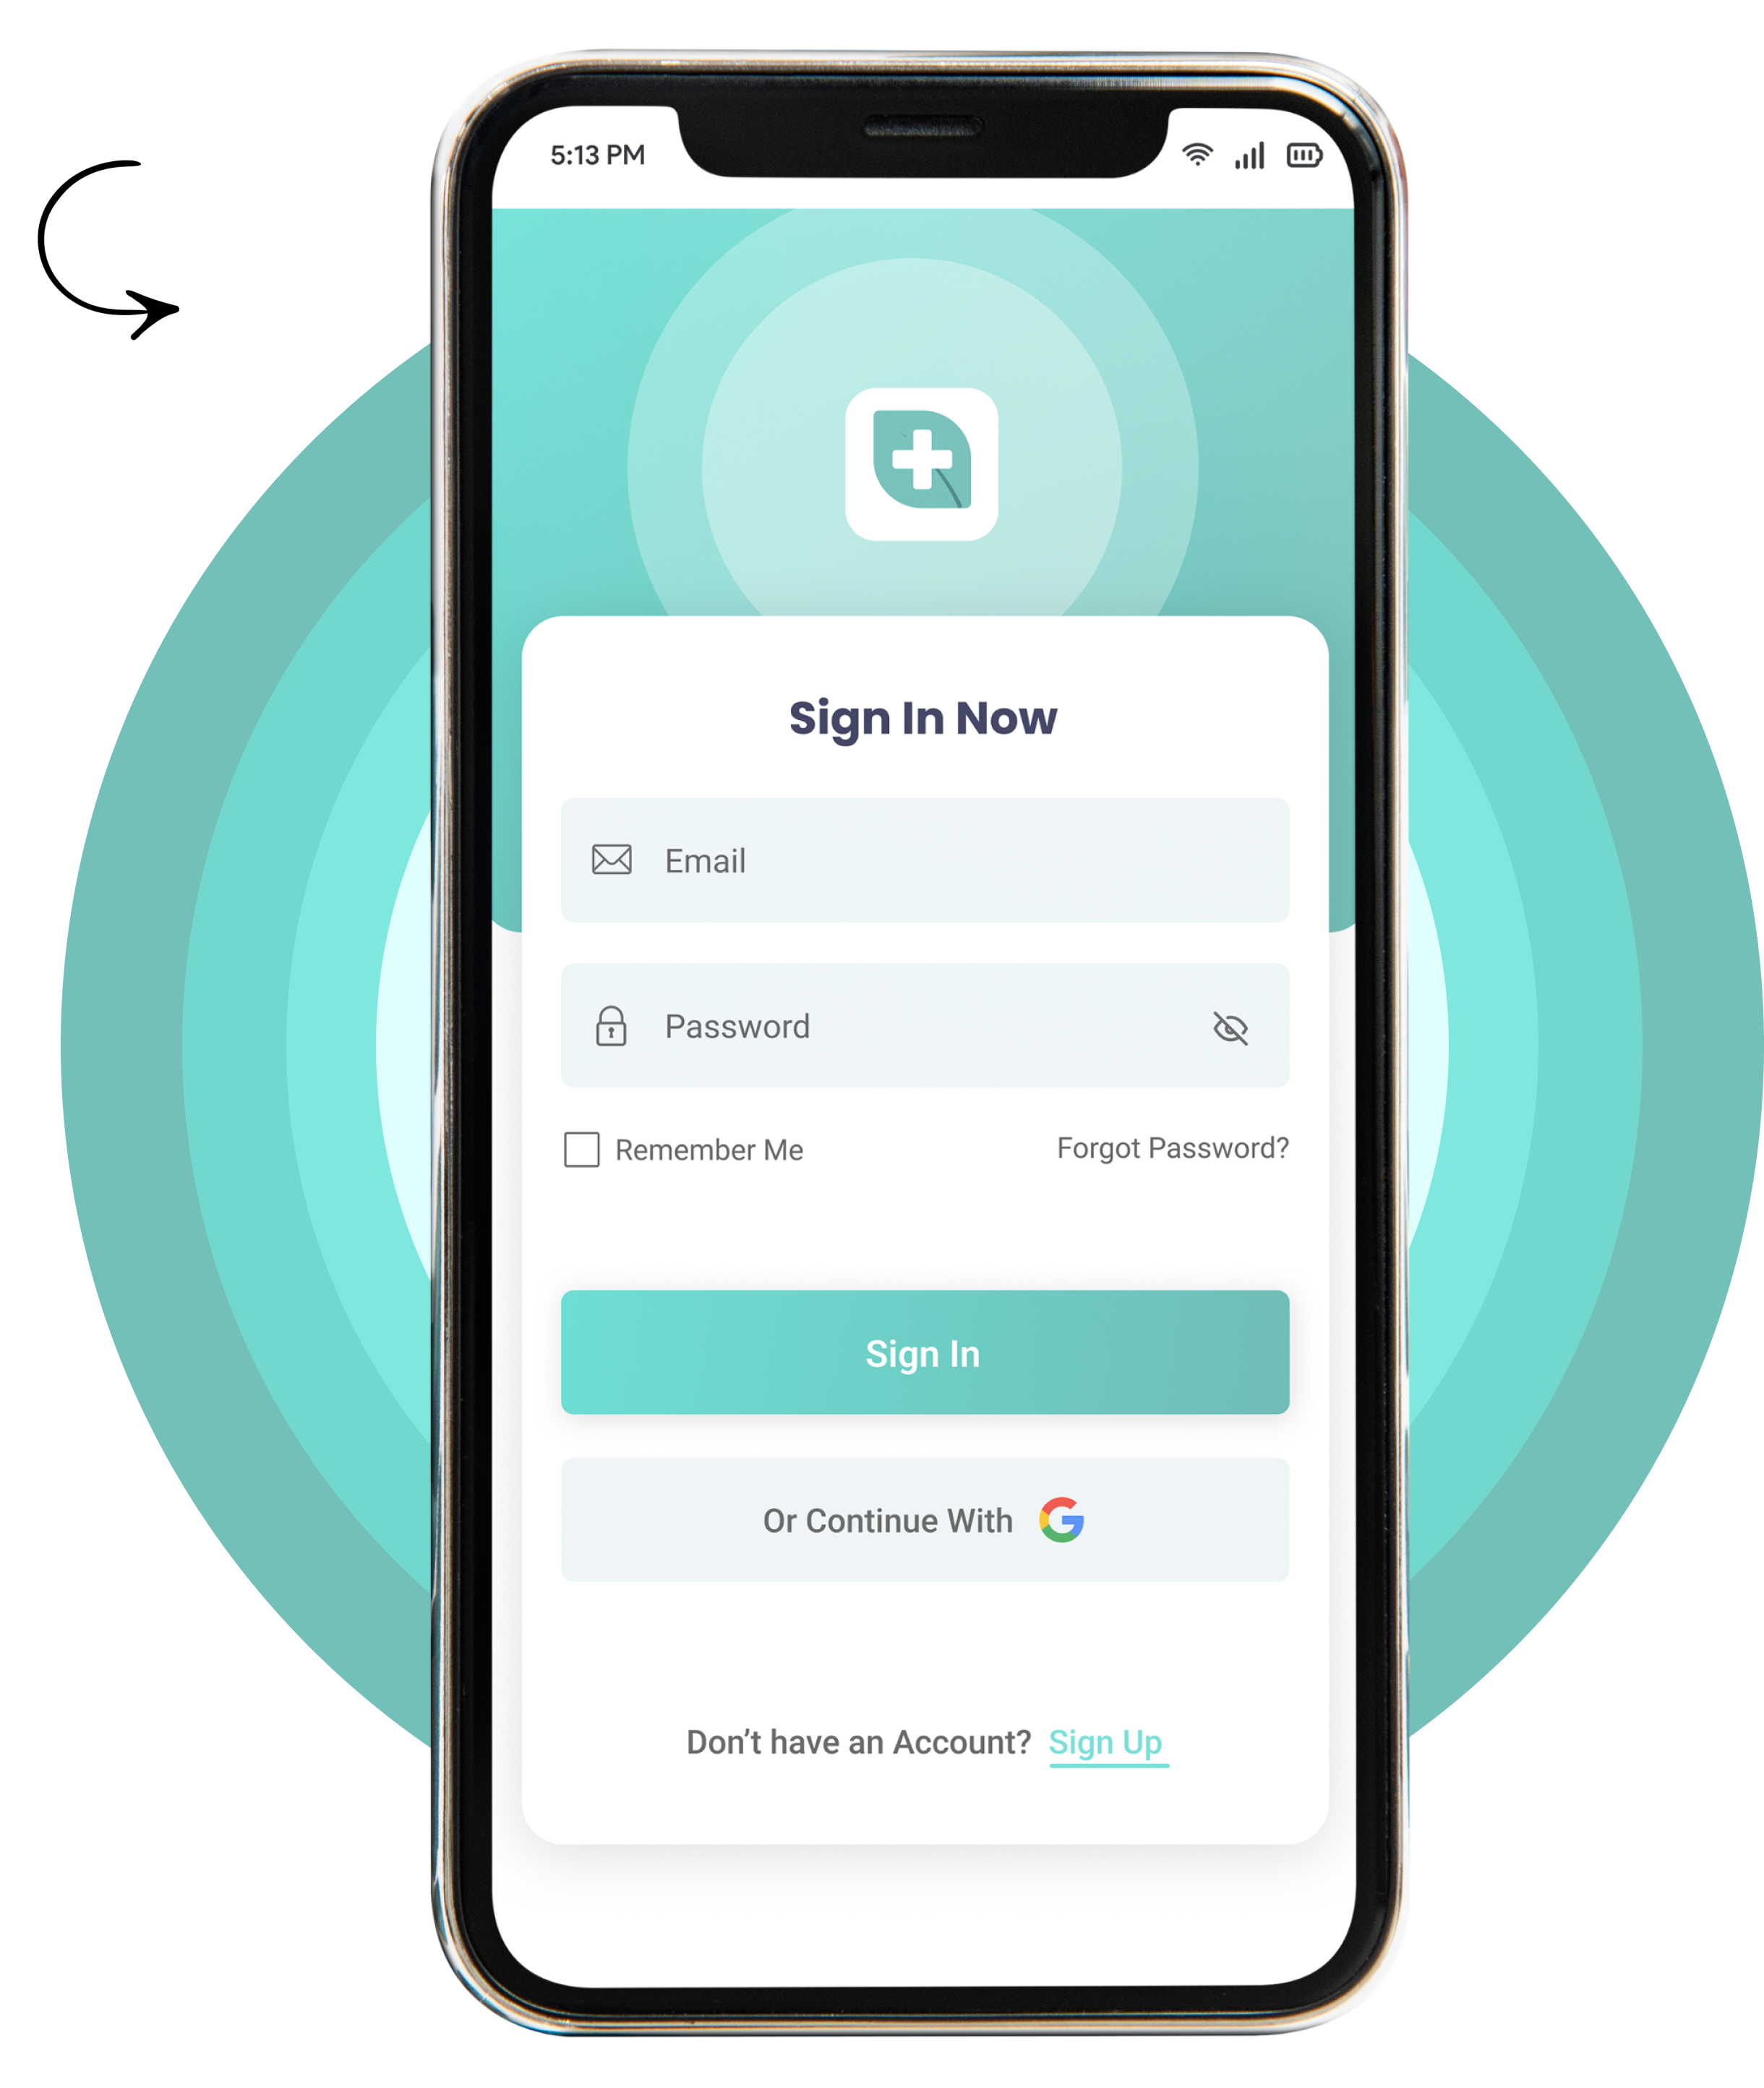 5:13 PM
Sign In Now
Email
Password
Remember Me
Forgot Password?
Sign In
Or Continue With
Don’t have an Account? Sign Up